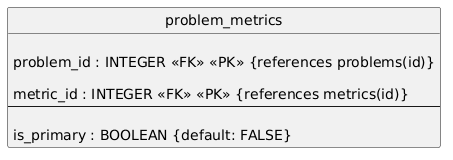 problem_metrics
problem_id : INTEGER «FK» «PK» {references problems(id)}
metric_id : INTEGER «FK» «PK» {references metrics(id)}
is_primary : BOOLEAN {default: FALSE}